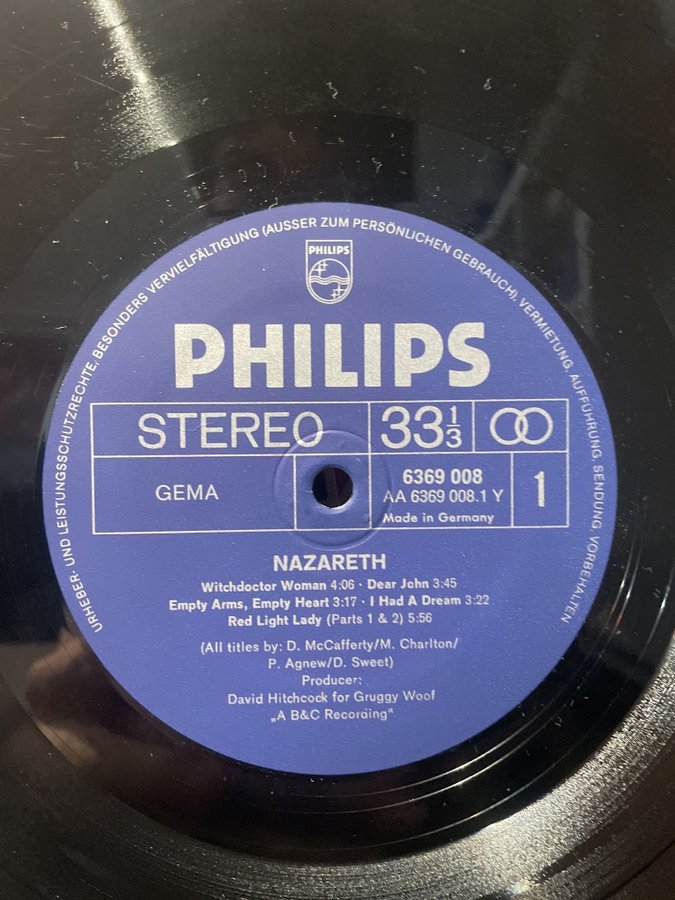 URHEBER- UND LEISTUNGSSCHUTZRECHTE, BESONDERS VERVIELFÄLTIGUNG (AUSSER ZUM PERSÖNLICHEN GEBRAUCH), VERMIETUNG, AUFFÜHRUNG, SENDUNG VORBEHALTEN
PHILIPS
PHILIPS
STEREO 33 1/3
GEMA
6369 008
AA 6369 008.1 Y
Made in Germany
1
NAZARETH
Witchdoctor Woman 4:06 · Dear John 3:45
Empty Arms, Empty Heart 3:17 · I Had A Dream 3:22
Red Light Lady (Parts 1 & 2) 5:56
(All titles by: D. McCafferty/M. Charlton/
P. Agnew/D. Sweet)
Producer:
David Hitchcock for Gruggy Woof
„A B&C Recording"